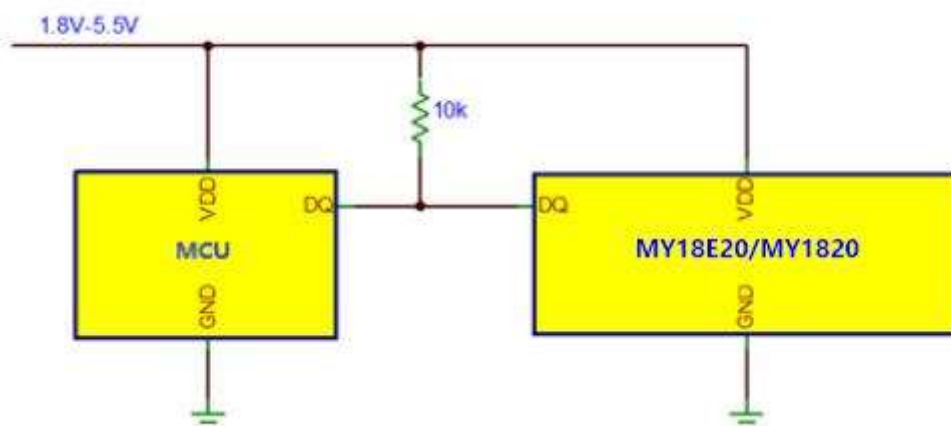 1.8V-5.5V
10k
VDD
DQ
MCU
GND
DQ
VDD
MY18E20/MY1820
GND